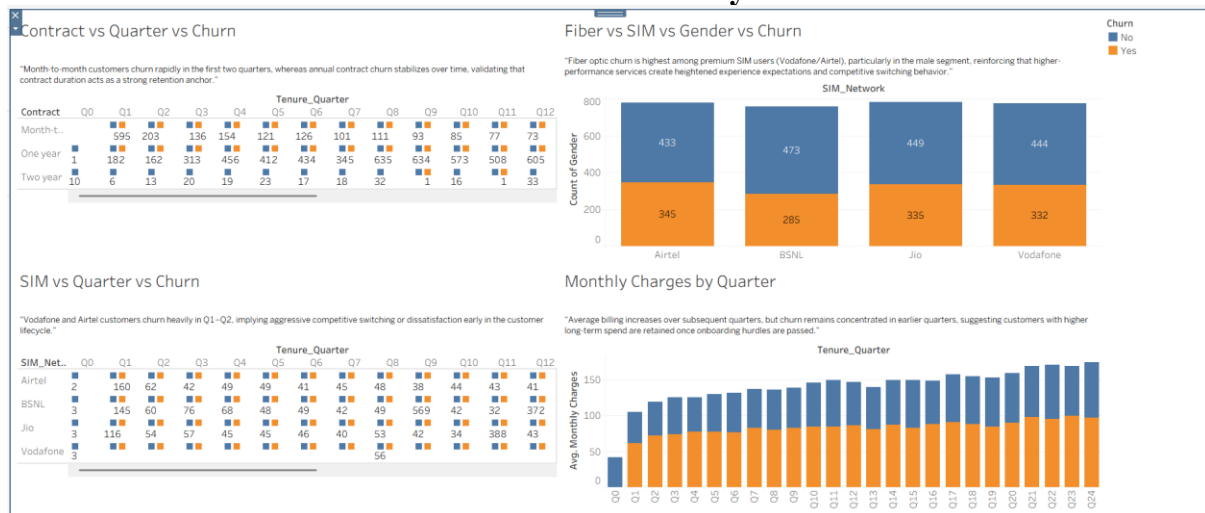 Contract vs Quarter vs Churn
"Month-to-month customers churn rapidly in the first two quarters, whereas annual contract churn stabilizes over time, validating that
contract duration acts as a strong retention anchor."
Tenure_Quarter
Contract Q0 Q1 Q2 Q3 Q4 Q5 Q6 Q7 Q8 Q9 Q10 Q11 Q12
Month-t.. 595 203 136 154 121 126 101 111 93 85 77 73
One year 1 182 162 313 456 412 434 345 635 634 573 508 605
Two year 10 6 13 20 19 23 17 18 32 1 16 1 33
Fiber vs SIM vs Gender vs Churn
"Fiber optic churn is highest among premium SIM users (Vodafone/Airtel), particularly in the male segment, reinforcing that higher-
performance services create heightened experience expectations and competitive switching behavior."
SIM_Network
Count of Gender
800
600
400
200
0
433 473 449 444
345 285 335 332
Airtel BSNL Jio Vodafone
Churn
No
Yes
SIM vs Quarter vs Churn
"Vodafone and Airtel customers churn heavily in Q1–Q2, implying aggressive competitive switching or dissatisfaction early in the customer
lifecycle."
Tenure_Quarter
SIM_Net.. Q0 Q1 Q2 Q3 Q4 Q5 Q6 Q7 Q8 Q9 Q10 Q11 Q12
Airtel 2 160 62 42 49 49 41 45 48 38 44 43 41
BSNL 3 145 60 76 68 48 49 42 49 569 42 32 372
Jio 3 116 54 57 45 45 46 40 53 42 34 388 43
Vodafone 3 56
Monthly Charges by Quarter
"Average billing increases over subsequent quarters, but churn remains concentrated in earlier quarters, suggesting customers with higher
long-term spend are retained once onboarding hurdles are passed."
Tenure_Quarter
Avg. Monthly Charges
150
100
50
0
Q0 Q1 Q2 Q3 Q4 Q5 Q6 Q7 Q8 Q9 Q10 Q11 Q12 Q13 Q14 Q15 Q16 Q17 Q18 Q19 Q20 Q21 Q22 Q23 Q24